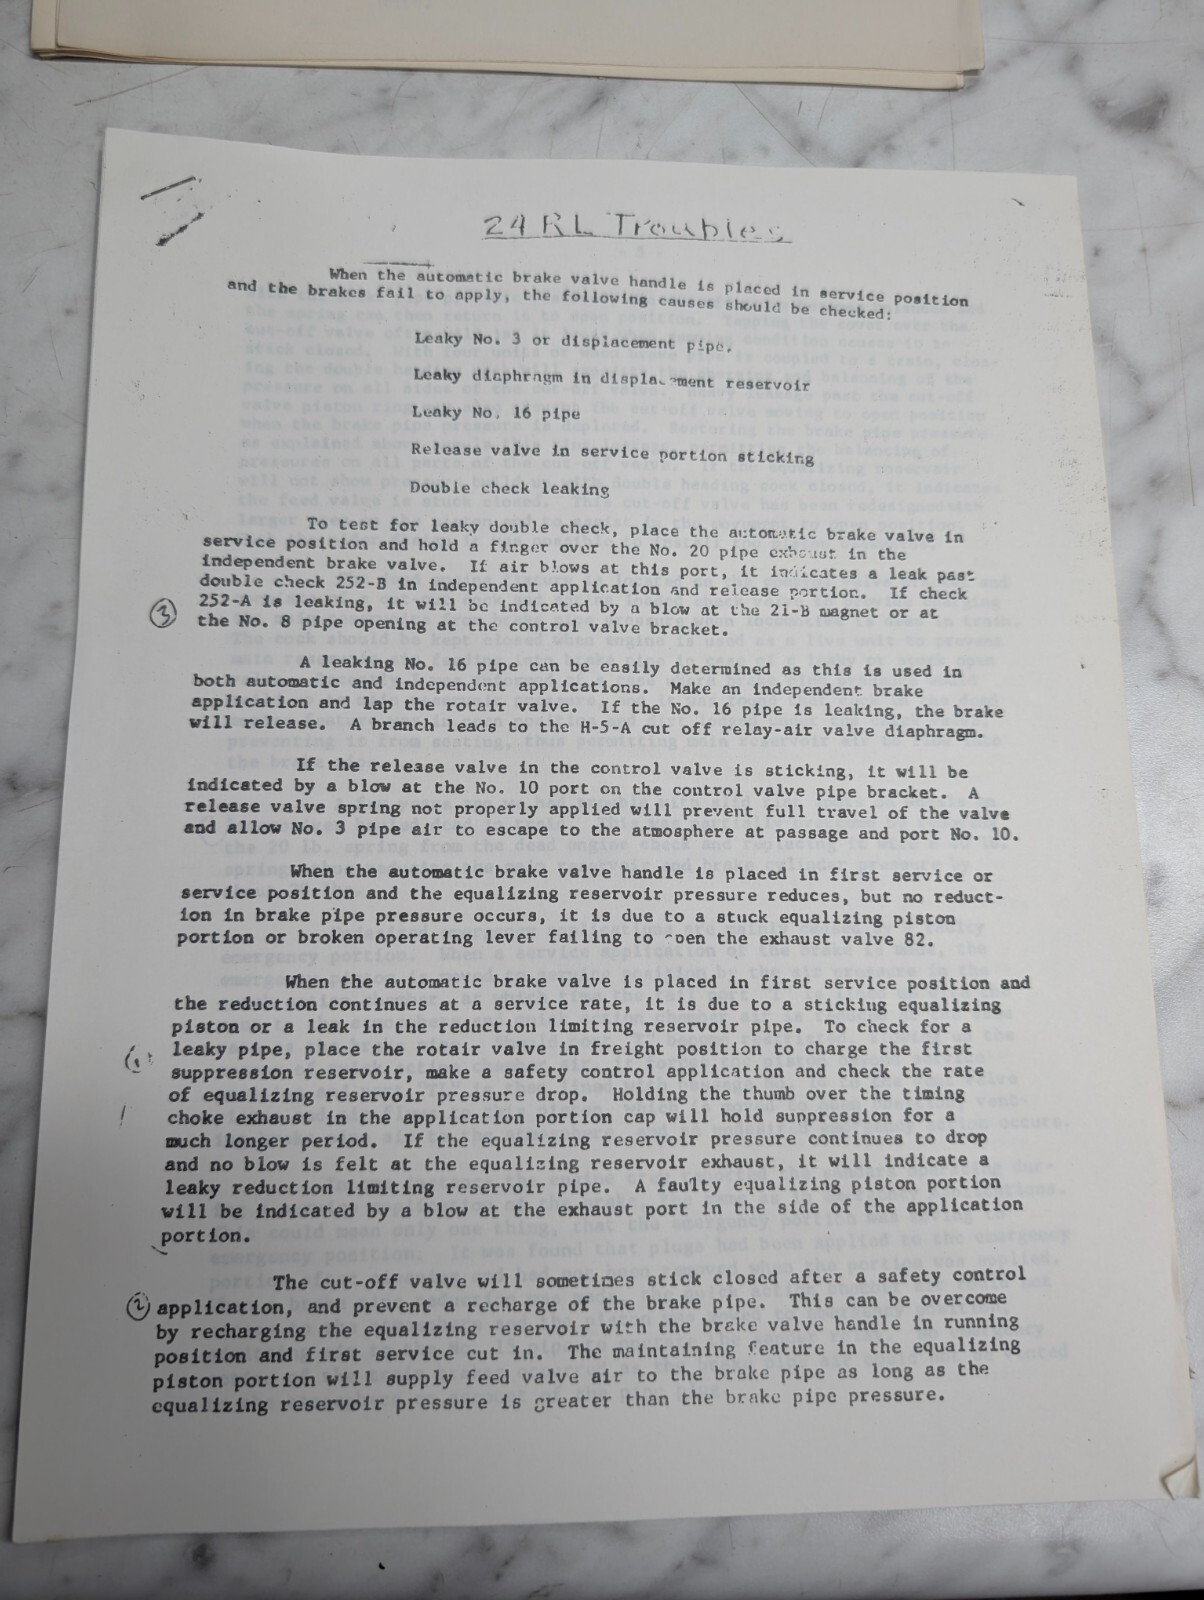 24 RL Troubles
When the automatic brake valve handle is placed in service position
and the brakes fail to apply, the following causes should be checked:
Leaky No. 3 or displacement pipe.
Leaky diaphragm in displacement reservoir
Leaky No. 16 pipe
Release valve in service portion sticking
Double check leaking
To test for leaky double check, place the automatic brake valve in
service position and hold a finger over the No. 20 pipe exhaust in the
independent brake valve. If air blows at this port, it indicates a leak past
double check 252-B in independent application and release portion. If check
252-A is leaking, it will be indicated by a blow at the 21-B magnet or at
the No. 8 pipe opening at the control valve bracket.
3
A leaking No. 16 pipe can be easily determined as this is used in
both automatic and independent applications. Make an independent brake
application and lap the rotair valve. If the No. 16 pipe is leaking, the brake
will release. A branch leads to the H-5-A cut off relay-air valve diaphragm.
If the release valve in the control valve is sticking, it will be
indicated by a blow at the No. 10 port on the control valve pipe bracket. A
release valve spring not properly applied will prevent full travel of the valve
and allow No. 3 pipe air to escape to the atmosphere at passage and port No. 10.
When the automatic brake valve handle is placed in first service or
service position and the equalizing reservoir pressure reduces, but no reduct-
ion in brake pipe pressure occurs, it is due to a stuck equalizing piston
portion or broken operating lever failing to open the exhaust valve 82.
When the automatic brake valve is placed in first service position and
the reduction continues at a service rate, it is due to a sticking equalizing
piston or a leak in the reduction limiting reservoir pipe. To check for a
leaky pipe, place the rotair valve in freight position to charge the first
suppression reservoir, make a safety control application and check the rate
of equalizing reservoir pressure drop. Holding the thumb over the timing
choke exhaust in the application portion cap will hold suppression for a
much longer period. If the equalizing reservoir pressure continues to drop
and no blow is felt at the equalizing reservoir exhaust, it will indicate a
leaky reduction limiting reservoir pipe. A faulty equalizing piston portion
will be indicated by a blow at the exhaust port in the side of the application
portion.
1
The cut-off valve will sometimes stick closed after a safety control
2 application, and prevent a recharge of the brake pipe. This can be overcome
by recharging the equalizing reservoir with the brake valve handle in running
position and first service cut in. The maintaining feature in the equalizing
piston portion will supply feed valve air to the brake pipe as long as the
equalizing reservoir pressure is greater than the brake pipe pressure.